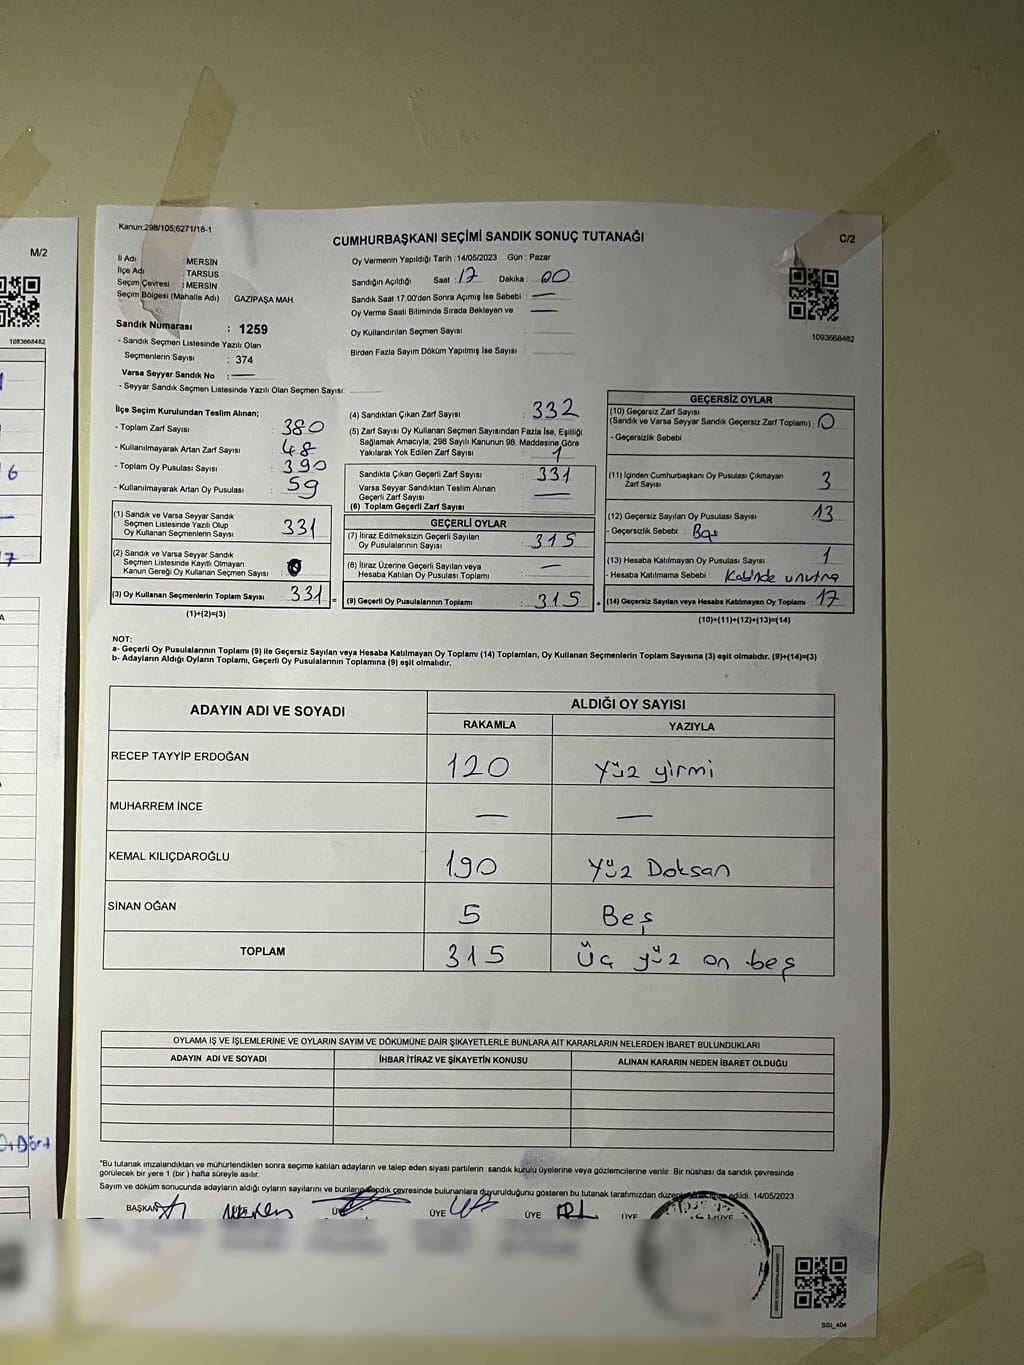 Kanun:298/105;6271/18-1
CUMHURBAŞKANI SEÇİMİ SANDIK SONUÇ TUTANAĞI
C/2
M/2
İl Adı : MERSİN
İlçe Adı : TARSUS
Seçim Çevresi : MERSİN
Seçim Bölgesi (Mahalle Adı) : GAZİPAŞA MAH
Oy Vermenin Yapıldığı Tarih : 14/05/2023 Gün : Pazar
Sandığın Açıldığı Saat : 17 Dakika : 00
Sandık Saat 17:00'den Sonra Açımış İse Sebebi : —
Oy Verme Saati Bitiminde Sırada Bekleyen ve —
Oy Kullandırılan Seçmen Sayısı :
Birden Fazla Sayım Döküm Yapılmış İse Sayısı :
1093668482
1083668482
Sandık Numarası : 1259
- Sandık Seçmen Listesinde Yazılı Olan
Seçmenlerin Sayısı : 374
Varsa Seyyar Sandık No : —
- Seyyar Sandık Seçmen Listesinde Yazılı Olan Seçmen Sayısı:
İlçe Seçim Kurulundan Teslim Alınan;
- Toplam Zarf Sayısı : 380
- Kullanılmayarak Artan Zarf Sayısı : 48
- Toplam Oy Pusulası Sayısı : 390
- Kullanılmayarak Artan Oy Pusulası : 59
(1) Sandık ve Varsa Seyyar Sandık
Seçmen Listesinde Yazılı Olup
Oy Kullanan Seçmenlerin Sayısı : 331
(2) Sandık ve Varsa Seyyar Sandık
Seçmen Listesinde Kayıtlı Olmayan
Kanun Gereği Oy Kullanan Seçmen Sayısı :
(3) Oy Kullanan Seçmenlerin Toplam Sayısı : 331 =
(1)+(2)=(3)
(4) Sandıktan Çıkan Zarf Sayısı : 332
(5) Zarf Sayısı Oy Kullanan Seçmen Sayısından Fazla İse, Eşitliği
Sağlamak Amacıyla; 298 Sayılı Kanunun 98. Maddesine Göre
Yakılarak Yok Edilen Zarf Sayısı : 1
Sandıkta Çıkan Geçerli Zarf Sayısı : 331
Varsa Seyyar Sandıktan Teslim Alınan
Geçerli Zarf Sayısı : —
(6) Toplam Geçerli Zarf Sayısı :
GEÇERLİ OYLAR
(7) İtiraz Edilmeksizin Geçerli Sayılan
Oy Pusulalarının Sayısı : 315
(8) İtiraz Üzerine Geçerli Sayılan veya
Hesaba Katılan Oy Pusulası Toplamı : —
(9) Geçerli Oy Pusulalarının Toplamı : 315 +
GEÇERSİZ OYLAR
(10) Geçersiz Zarf Sayısı
(Sandık ve Varsa Seyyar Sandık Geçersiz Zarf Toplamı) : 0
- Geçersizlik Sebebi :
(11) İçinden Cumhurbaşkanı Oy Pusulası Çıkmayan
Zarf Sayısı 3
(12) Geçersiz Sayılan Oy Pusulası Sayısı : 13
- Geçersizlik Sebebi :
(13) Hesaba Katılmayan Oy Pusulası Sayısı : 1
- Hesaba Katılmama Sebebi : Kabinde unutma
(14) Geçersiz Sayılan veya Hesaba Katılmayan Oy Toplamı : 17
(10)+(11)+(12)+(13)=(14)
NOT:
a- Geçerli Oy Pusulalarının Toplamı (9) ile Geçersiz Sayılan veya Hesaba Katılmayan Oy Toplamı (14) Toplamları, Oy Kullanan Seçmenlerin Toplam Sayısına (3) eşit olmalıdır. (9)+(14)=(3)
b- Adayların Aldığı Oyların Toplamı, Geçerli Oy Pusulalarının Toplamına (9) eşit olmalıdır.
ADAYIN ADI VE SOYADI
ALDIĞI OY SAYISI
RAKAMLA YAZIYLA
RECEP TAYYİP ERDOĞAN 120 Yüz yirmi
MUHARREM İNCE — —
KEMAL KILIÇDAROĞLU 190 Yüz Doksan
SİNAN OĞAN 5 Beş
TOPLAM 315 Üç yüz on beş
OYLAMA İŞ VE İŞLEMLERİNE VE OYLARIN SAYIM VE DÖKÜMÜNE DAİR ŞİKAYETLERLE BUNLARA AİT KARARLARIN NELERDEN İBARET BULUNDUKLARI
ADAYIN ADI VE SOYADI
İHBAR İTİRAZ VE ŞİKAYETİN KONUSU
ALINAN KARARIN NEDEN İBARET OLDUĞU
*Bu tutanak imzalandıktan ve mühürlendikten sonra seçime katılan adayların ve talep eden siyasi partilerin sandık kurulu üyelerine veya gözlemcilerine verilir. Bir nüshası da sandık çevresinde
görülecek bir yere 1 (bir) hafta süreyle asılır.
Sayım ve döküm sonucunda adayların aldığı oyların sayılarını ve bunların sandık çevresinde bulunanlara duyurulduğunu gösteren bu tutanak tarafımızdan edildi. 14/05/2023
BAŞKAN ÜYE ÜYE ÜYE ÜYE
SSİ_404